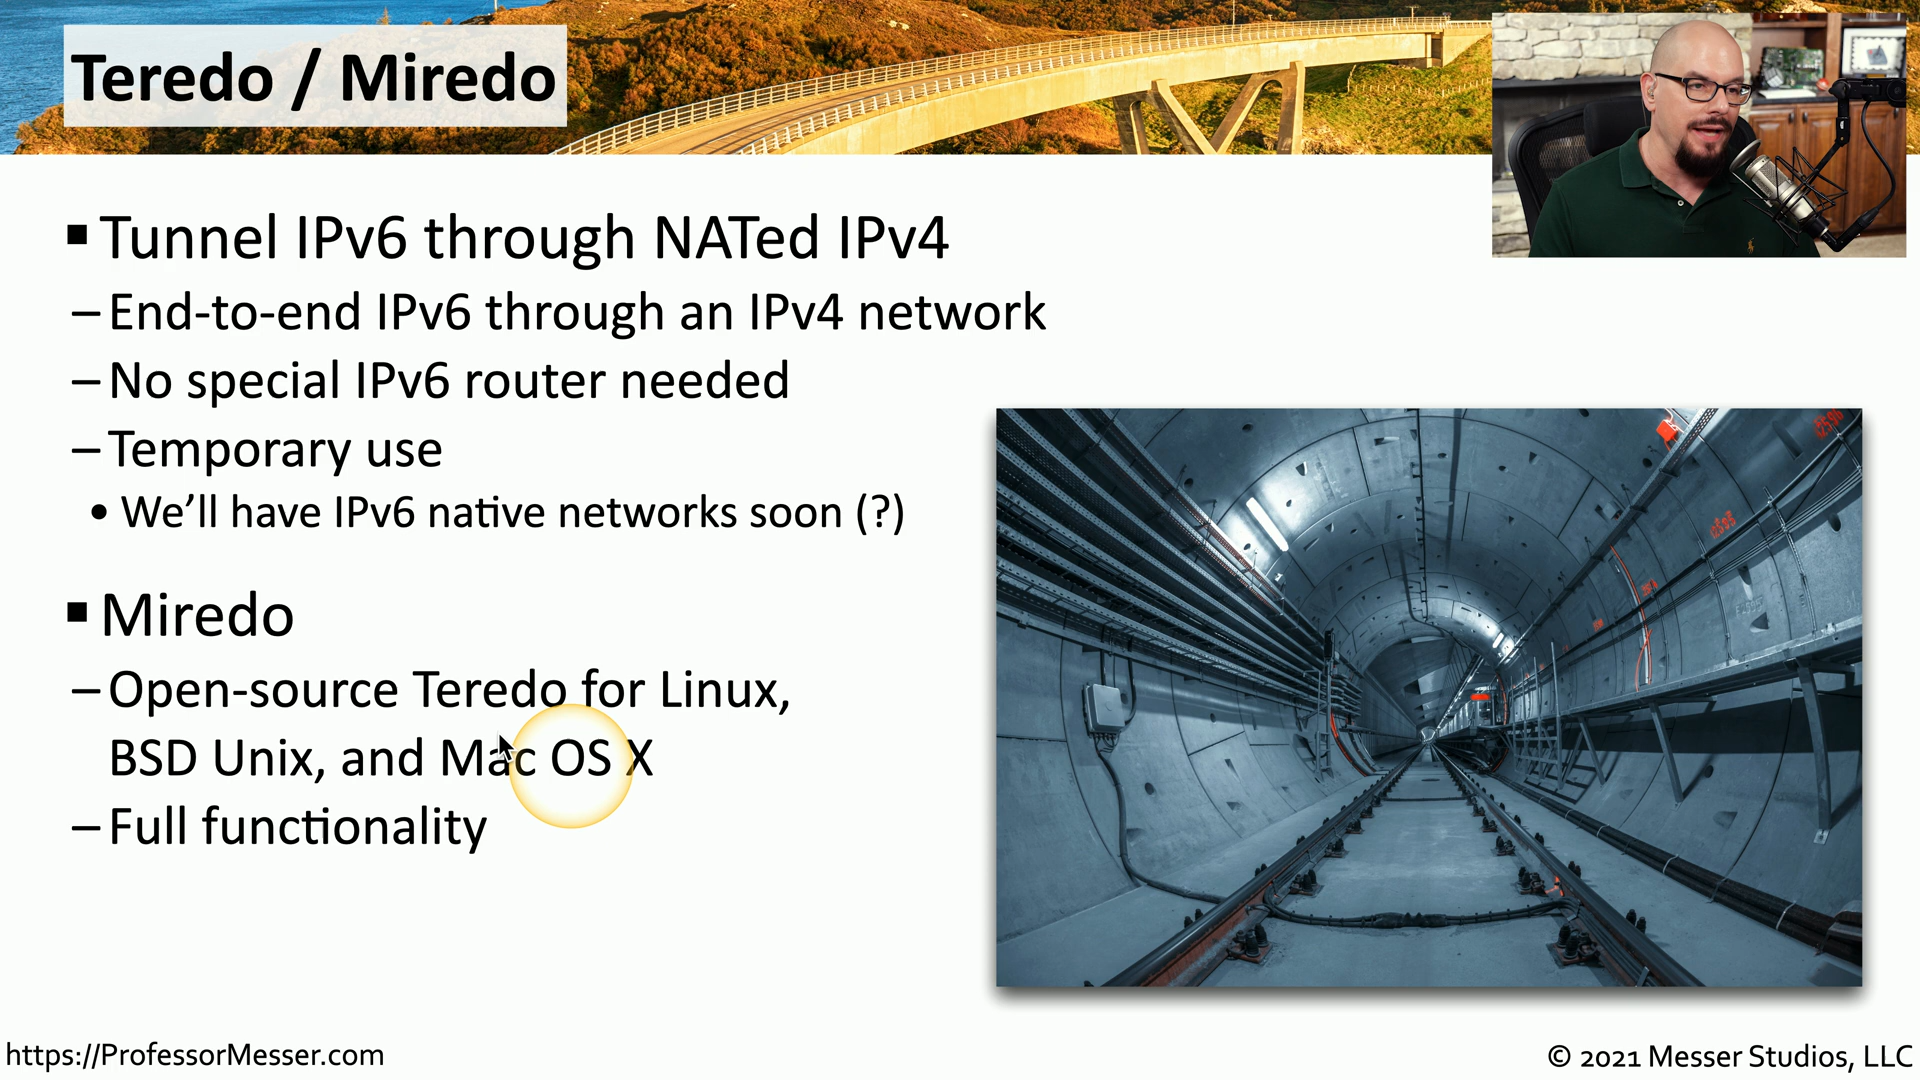 Teredo / Miredo
▪ Tunnel IPv6 through NATed IPv4
– End-to-end IPv6 through an IPv4 network
– No special IPv6 router needed
– Temporary use
• We'll have IPv6 native networks soon (?)
▪ Miredo
– Open-source Teredo for Linux,
BSD Unix, and Mac OS X
– Full functionality
https://ProfessorMesser.com
© 2021 Messer Studios, LLC